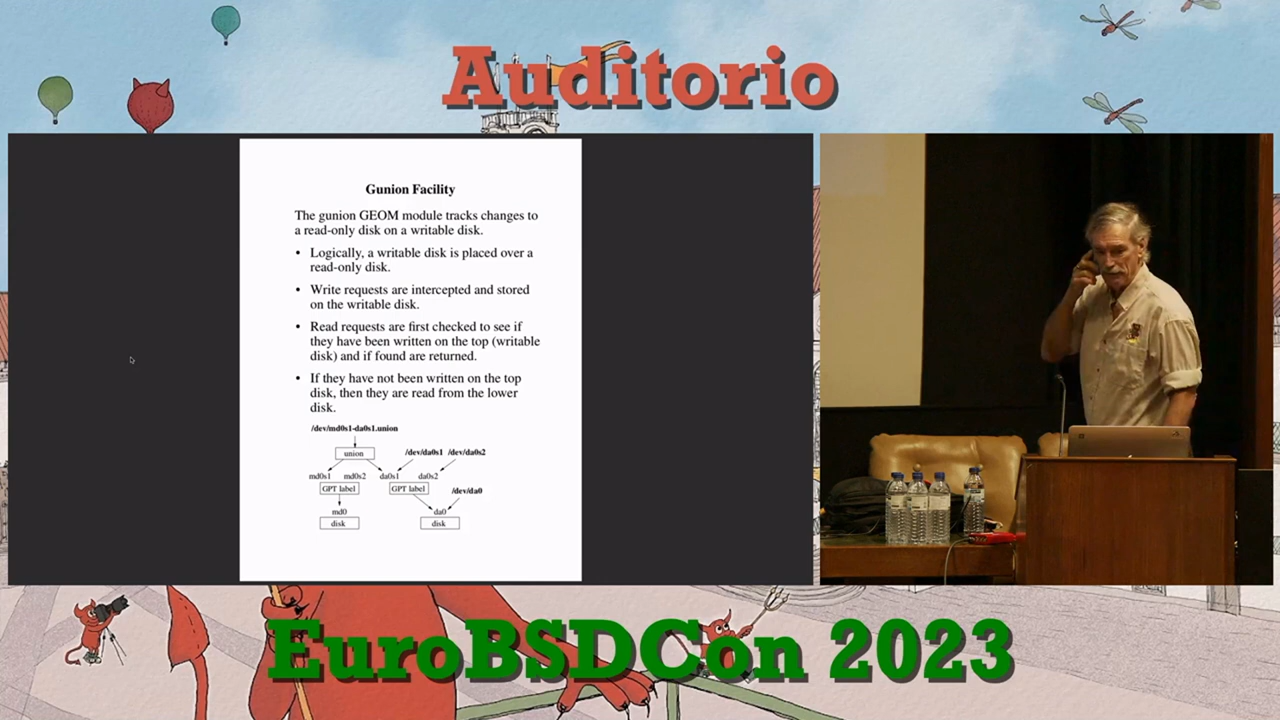 Auditorio
Gunion Facility
The gunion GEOM module tracks changes to
a read-only disk on a writable disk.
• Logically, a writable disk is placed over a
read-only disk.
• Write requests are intercepted and stored
on the writable disk.
• Read requests are first checked to see if
they have been written on the top (writable
disk) and if found are returned.
• If they have not been written on the top
disk, then they are read from the lower
disk.
/dev/md0s1-da0s1.union
union
/dev/da0s1 /dev/da0s2
md0s1 md0s2 da0s1 da0s2
GPT label GPT label
/dev/da0
md0 da0
disk disk
EuroBSDCon 2023